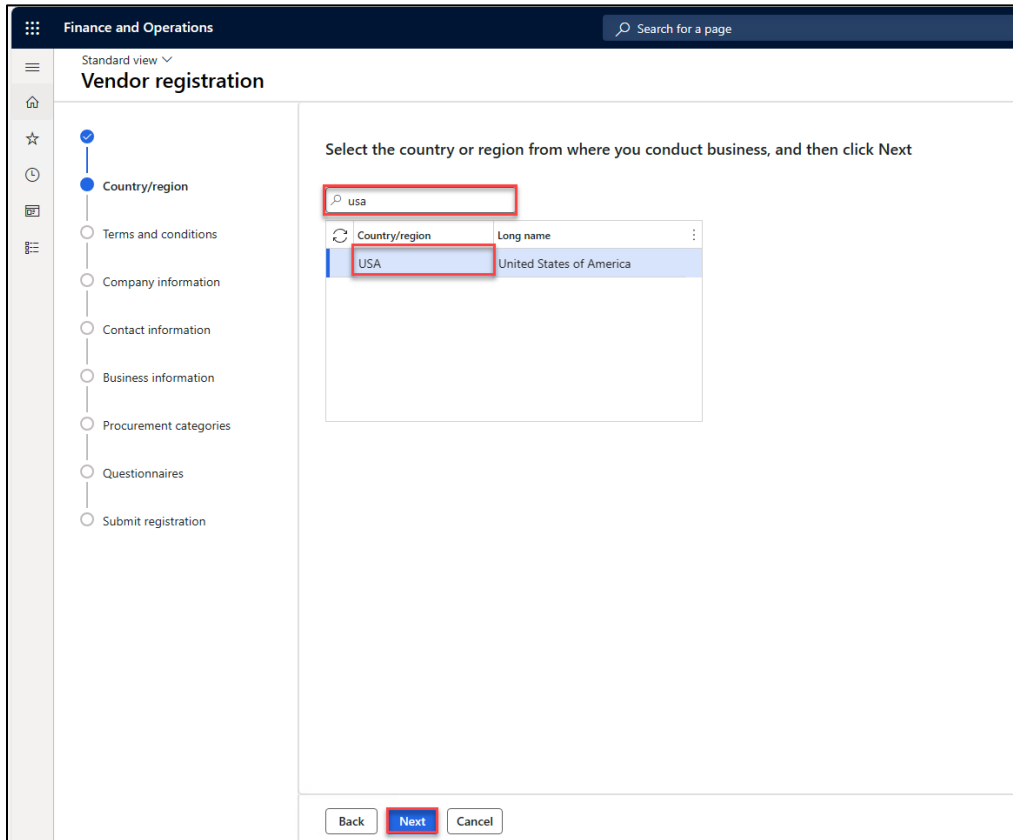 Finance and Operations
Search for a page
Standard view
Vendor registration
Country/region
Terms and conditions
Company information
Contact information
Business information
Procurement categories
Questionnaires
Submit registration
Select the country or region from where you conduct business, and then click Next
usa
Country/region Long name
USA United States of America
Back Next Cancel